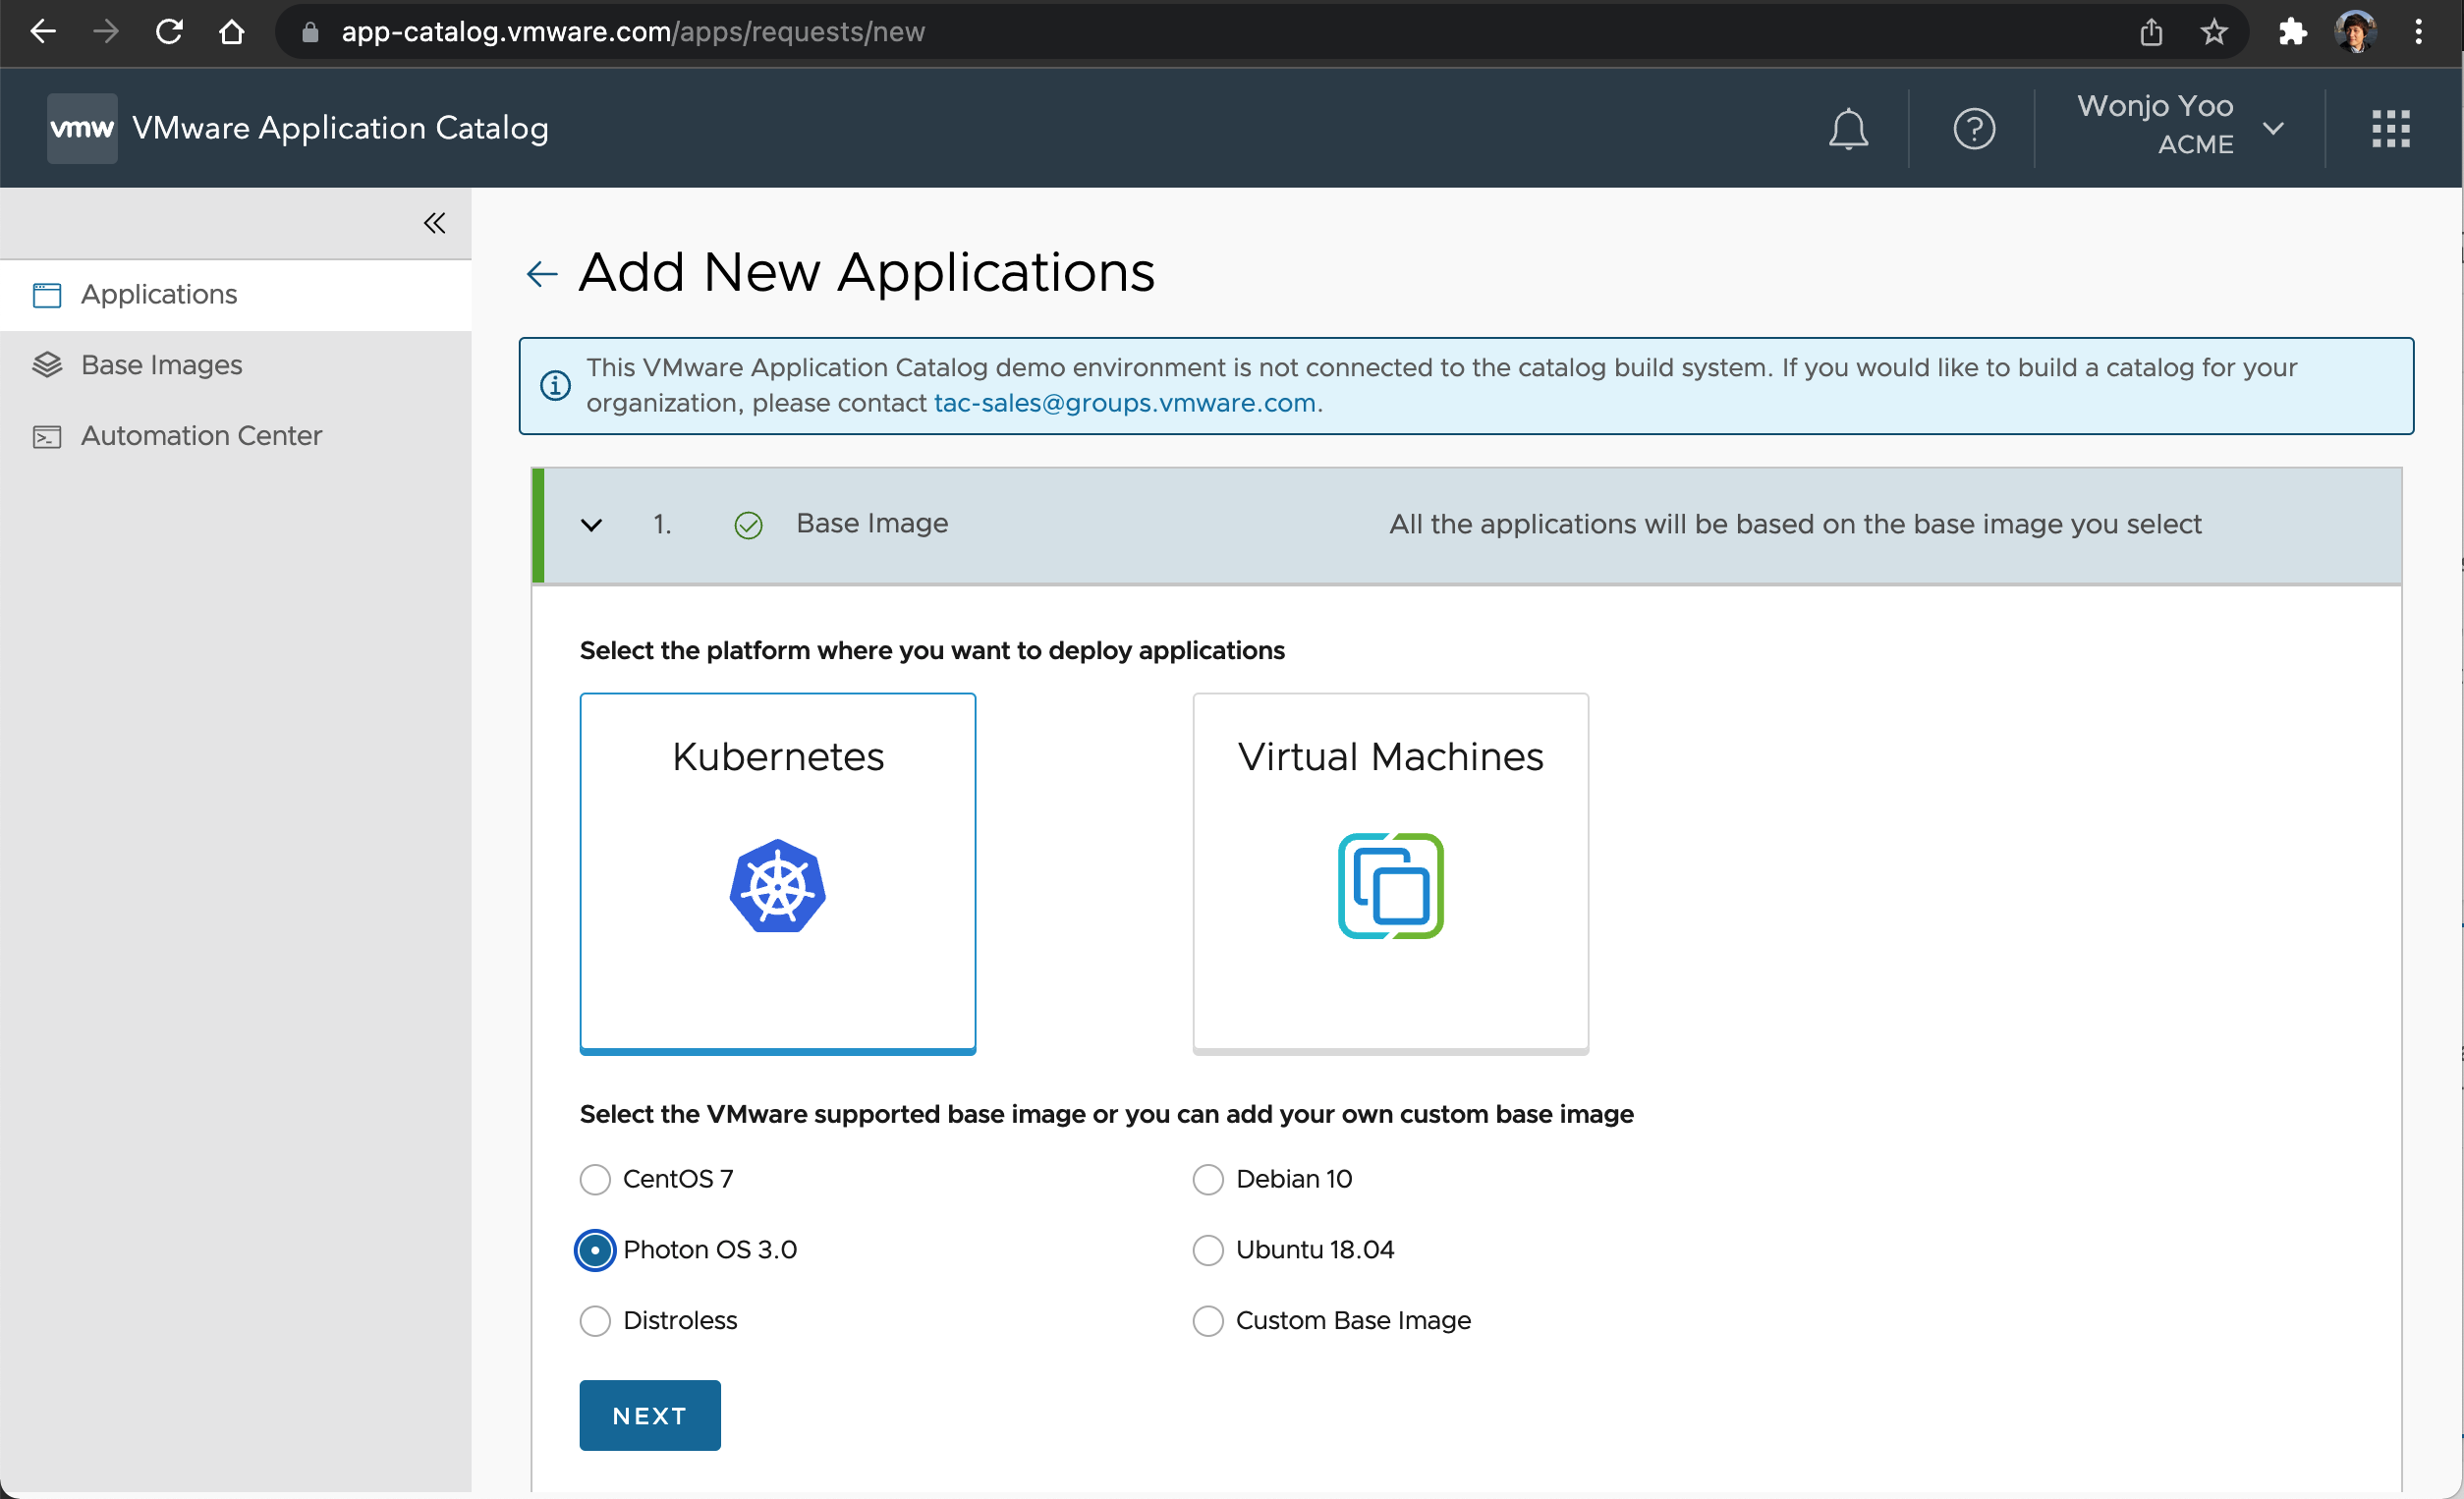 app-catalog.vmware.com/apps/requests/new
vmw VMware Application Catalog
Wonjo Yoo
ACME
Applications
Base Images
Automation Center
Add New Applications
This VMware Application Catalog demo environment is not connected to the catalog build system. If you would like to build a catalog for your
organization, please contact tac-sales@groups.vmware.com.
1. Base Image All the applications will be based on the base image you select
Select the platform where you want to deploy applications
Kubernetes Virtual Machines
Select the VMware supported base image or you can add your own custom base image
CentOS 7 Debian 10
Photon OS 3.0 Ubuntu 18.04
Distroless Custom Base Image
NEXT